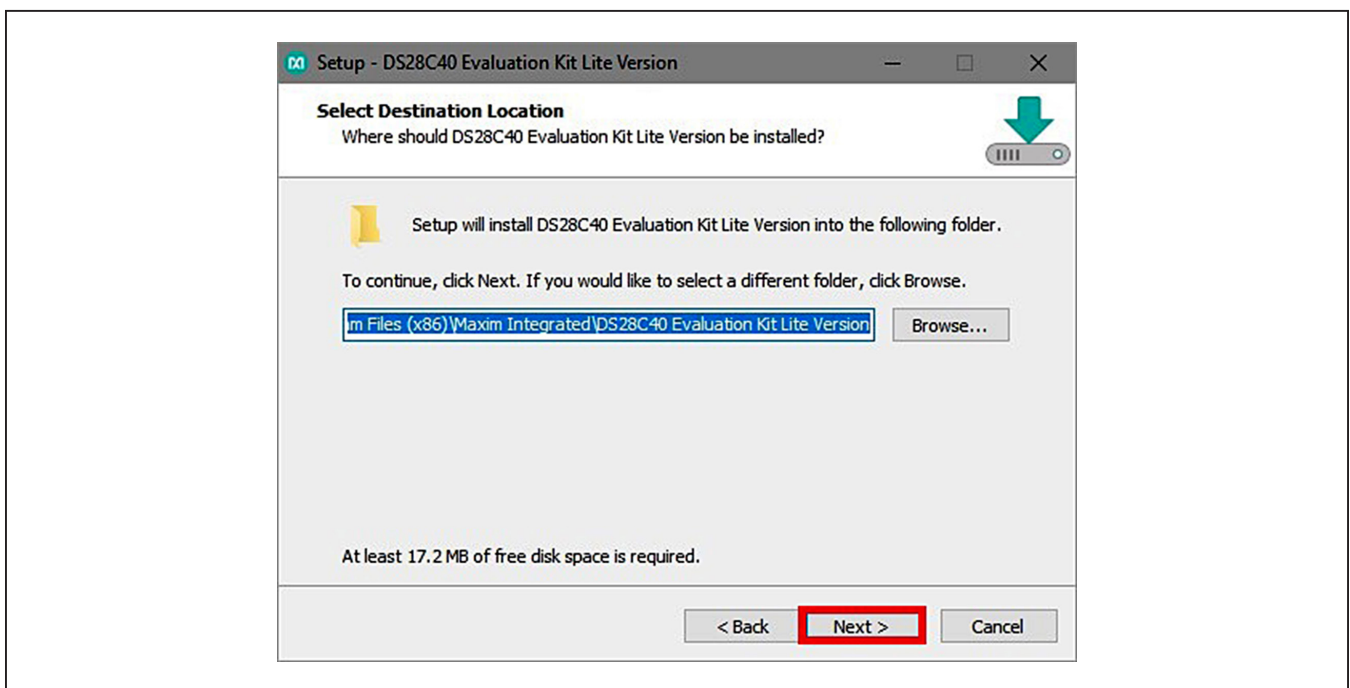 Setup - DS28C40 Evaluation Kit Lite Version
Select Destination Location
Where should DS28C40 Evaluation Kit Lite Version be installed?
Setup will install DS28C40 Evaluation Kit Lite Version into the following folder.
To continue, click Next. If you would like to select a different folder, click Browse.
am Files (x86)\Maxim Integrated\DS28C40 Evaluation Kit Lite Version Browse...
At least 17.2 MB of free disk space is required.
< Back Next > Cancel